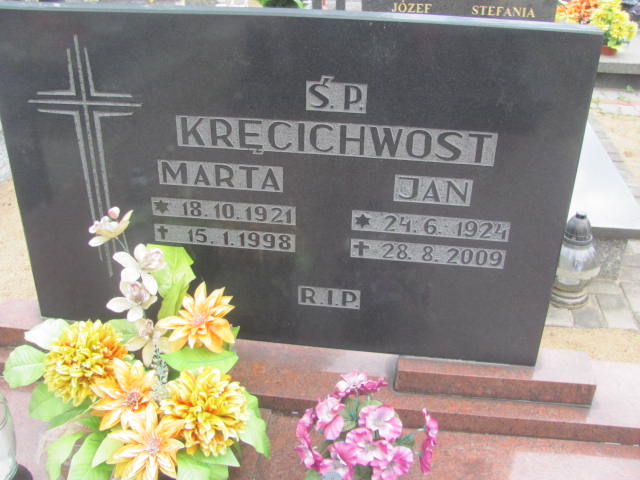 JÓZEF STEFANIA
Ś.P.
KRĘCICHWOST
MARTA
* 18.10.1921
✝ 15.1.1998
JAN
* 24.6.1924
✝ 28.8.2009
R.I.P.